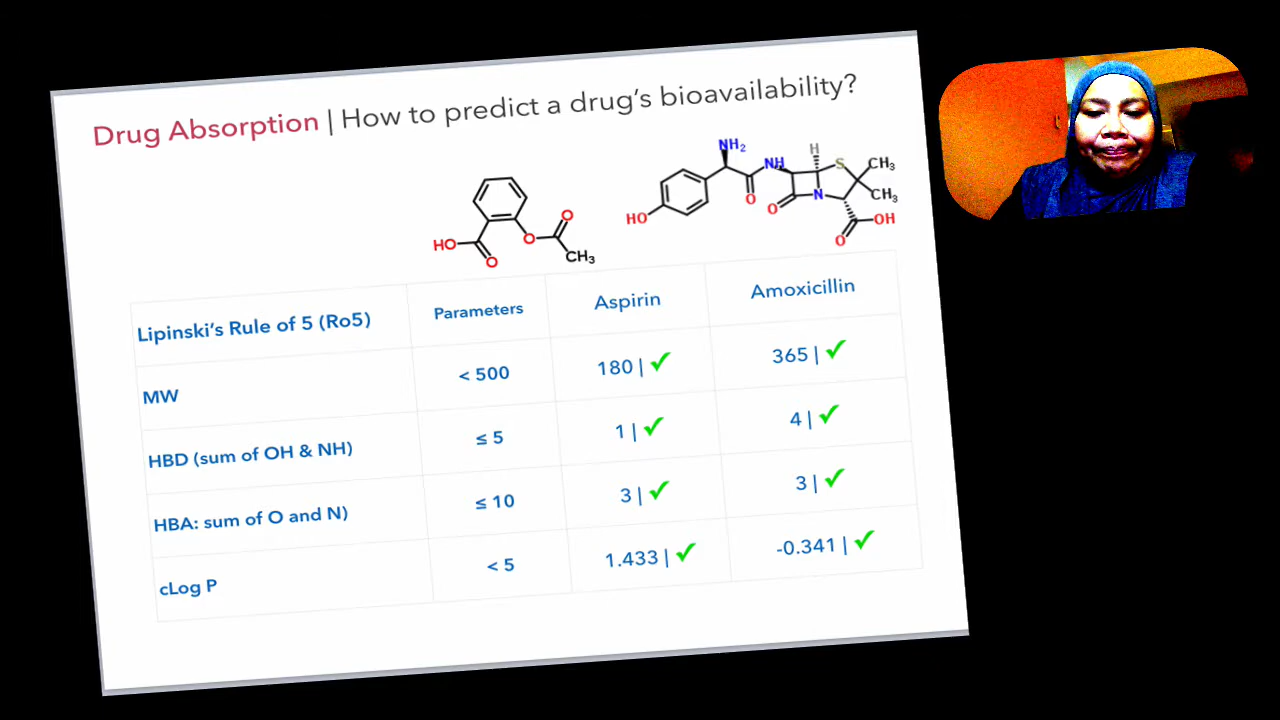 Drug Absorption | How to predict a drug's bioavailability?
NH₂
NH
H
S
CH₃
O
O
N
CH₃
HO
O
OH
O
HO
O
O
O
CH₃
Lipinski's Rule of 5 (Ro5) Parameters Aspirin Amoxicillin
MW < 500 180 | ✓ 365 | ✓
HBD (sum of OH & NH) ≤ 5 1 | ✓ 4 | ✓
HBA: sum of O and N) ≤ 10 3 | ✓ 3 | ✓
cLog P < 5 1.433 | ✓ -0.341 | ✓